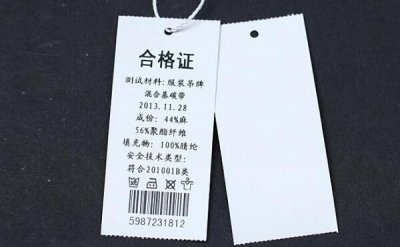 合格证
测试材料:服装吊牌
混合基碳带
2013.11.28
成份: 44%麻
56%聚酯纤维
填充物: 100%腈纶
安全技术类型:
符合201001B类
5987231812